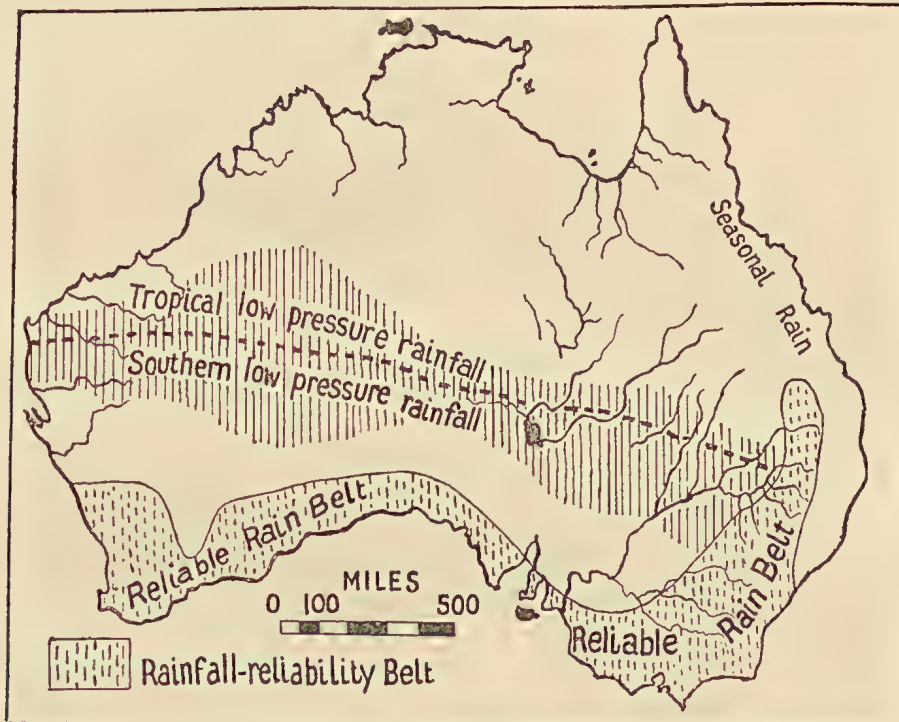 Seasonal Rain
Tropical low pressure rainfall
Southern low pressure rainfall
Reliable Rain Belt
MILES
0 100 500
Reliable Rain Belt
Rainfall-reliability Belt